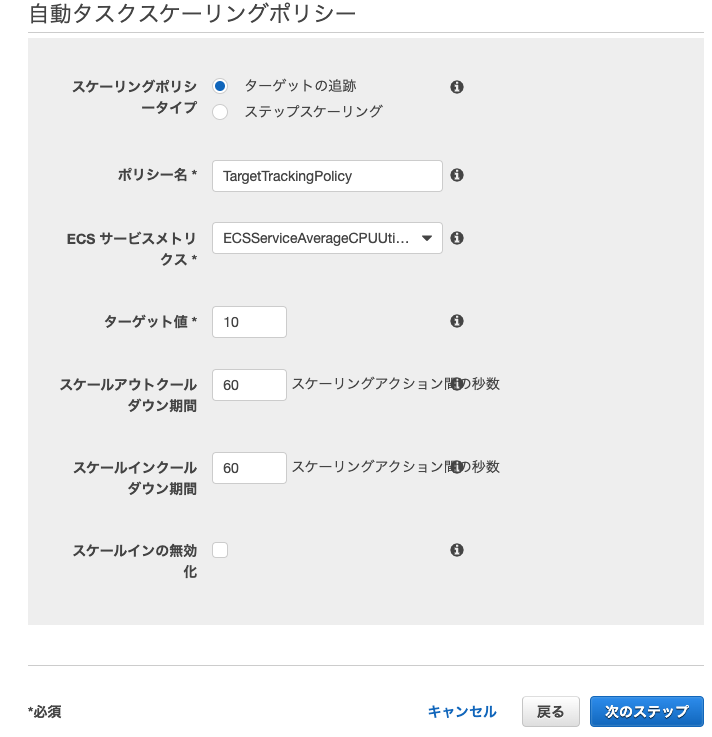 自動タスクスケーリングポリシー
スケーリングポリシ
ータイプ
ターゲットの追跡
ステップスケーリング
ポリシー名 *
TargetTrackingPolicy
ECS サービスメトリ
クス *
ECSServiceAverageCPUUti...
ターゲット値 *
10
スケールアウトクール
ダウン期間
60
スケーリングアクション間の秒数
スケールインクール
ダウン期間
60
スケーリングアクション間の秒数
スケールインの無効
化
*必須
キャンセル
戻る
次のステップ